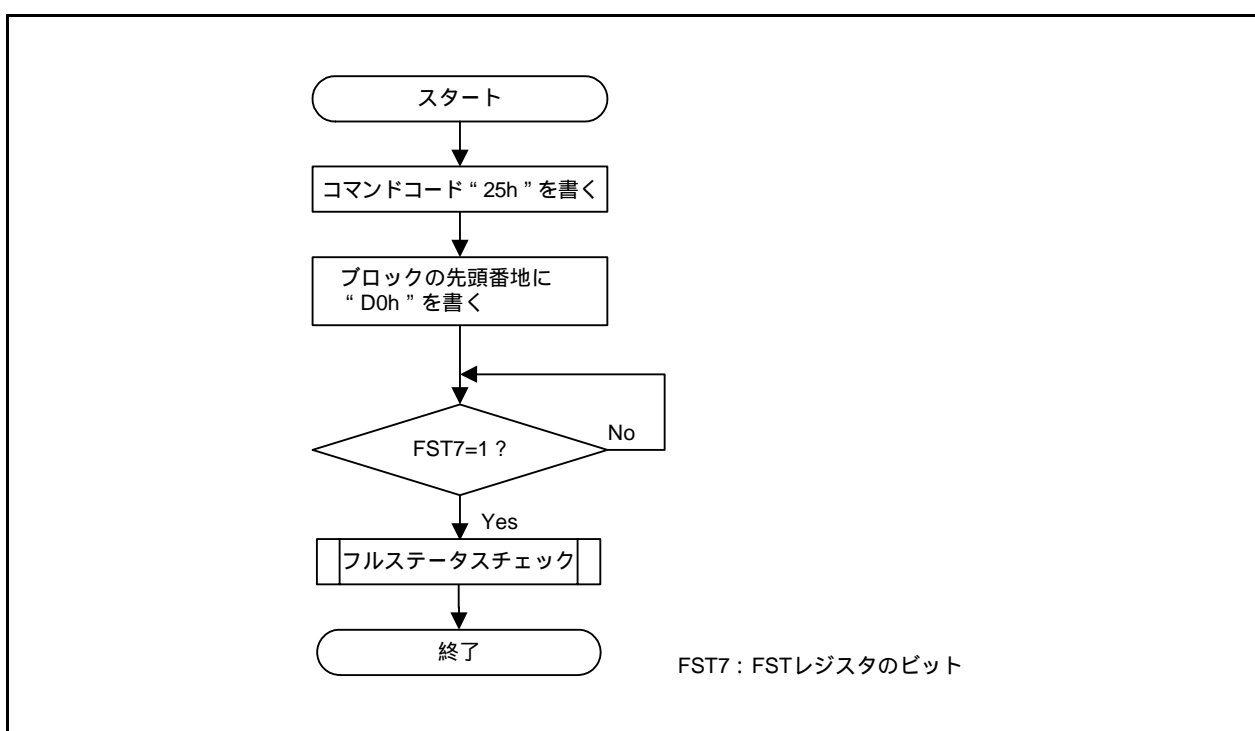 スタート
コマンドコード“ 25h ”を書く
ブロックの先頭番地に
“ D0h ”を書く
FST7=1 ?
No
Yes
フルステータスチェック
終了
FST7 : FSTレジスタのビット